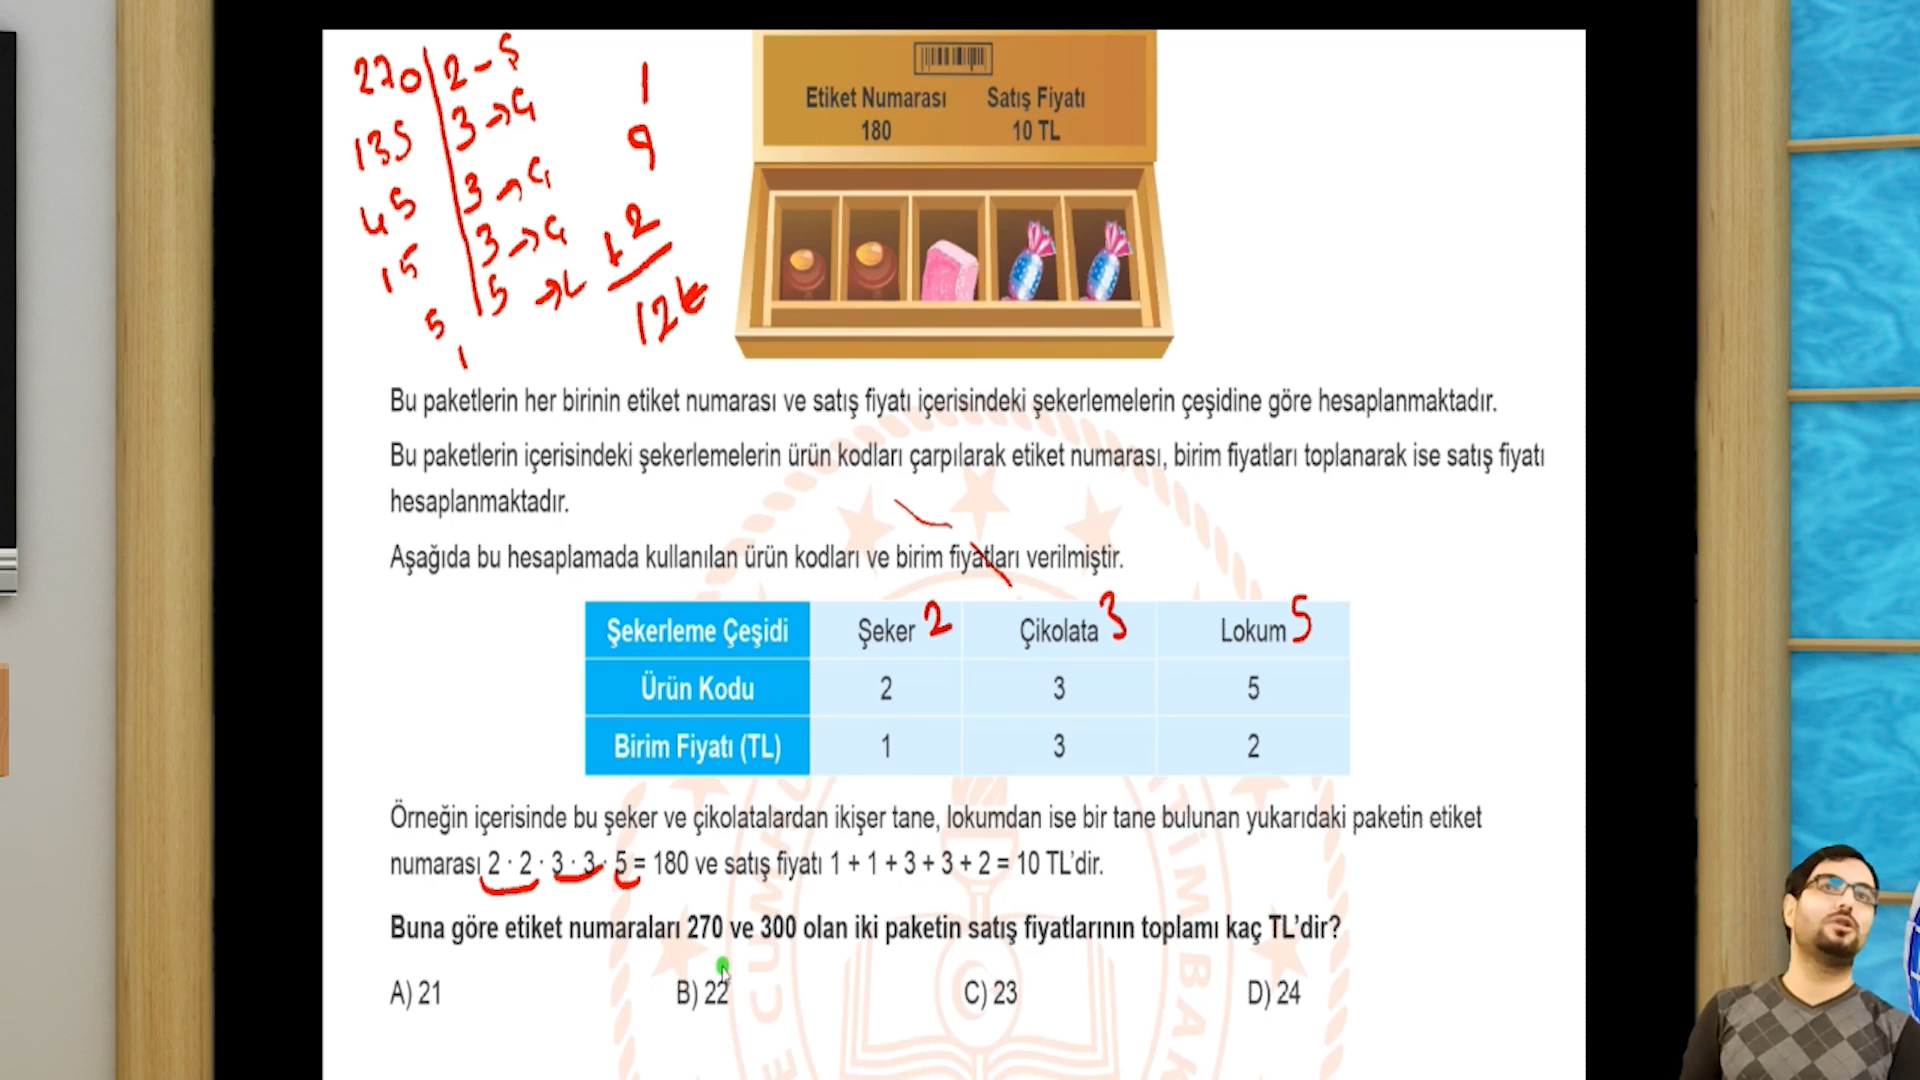 Etiket Numarası Satış Fiyatı
180 10 TL
270 2 - Ş
135 3 → Ç
45 3 → Ç
15 3 → Ç
5 5 → L
1
1
9
+ 2
12 ₺
Bu paketlerin her birinin etiket numarası ve satış fiyatı içerisindeki şekerlemelerin çeşidine göre hesaplanmaktadır.
Bu paketlerin içerisindeki şekerlemelerin ürün kodları çarpılarak etiket numarası, birim fiyatları toplanarak ise satış fiyatı
hesaplanmaktadır.
Aşağıda bu hesaplamada kullanılan ürün kodları ve birim fiyatları verilmiştir.
Şekerleme Çeşidi Şeker 2 Çikolata 3 Lokum 5
Ürün Kodu 2 3 5
Birim Fiyatı (TL) 1 3 2
Örneğin içerisinde bu şeker ve çikolatalardan ikişer tane, lokumdan ise bir tane bulunan yukarıdaki paketin etiket
numarası 2 · 2 · 3 · 3 · 5 = 180 ve satış fiyatı 1 + 1 + 3 + 3 + 2 = 10 TL'dir.
Buna göre etiket numaraları 270 ve 300 olan iki paketin satış fiyatlarının toplamı kaç TL'dir?
A) 21 B) 22 C) 23 D) 24